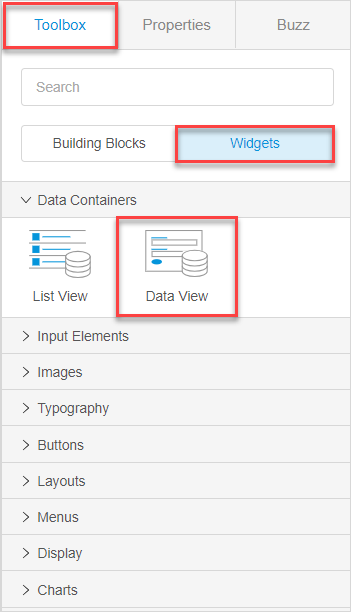 Toolbox Properties Buzz
Search
Building Blocks Widgets
Data Containers
List View Data View
Input Elements
Images
Typography
Buttons
Layouts
Menus
Display
Charts